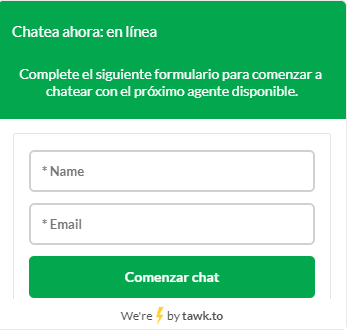 Chatea ahora: en línea
Complete el siguiente formulario para comenzar a
chatear con el próximo agente disponible.
* Name
* Email
Comenzar chat
We're ⚡ by tawk.to